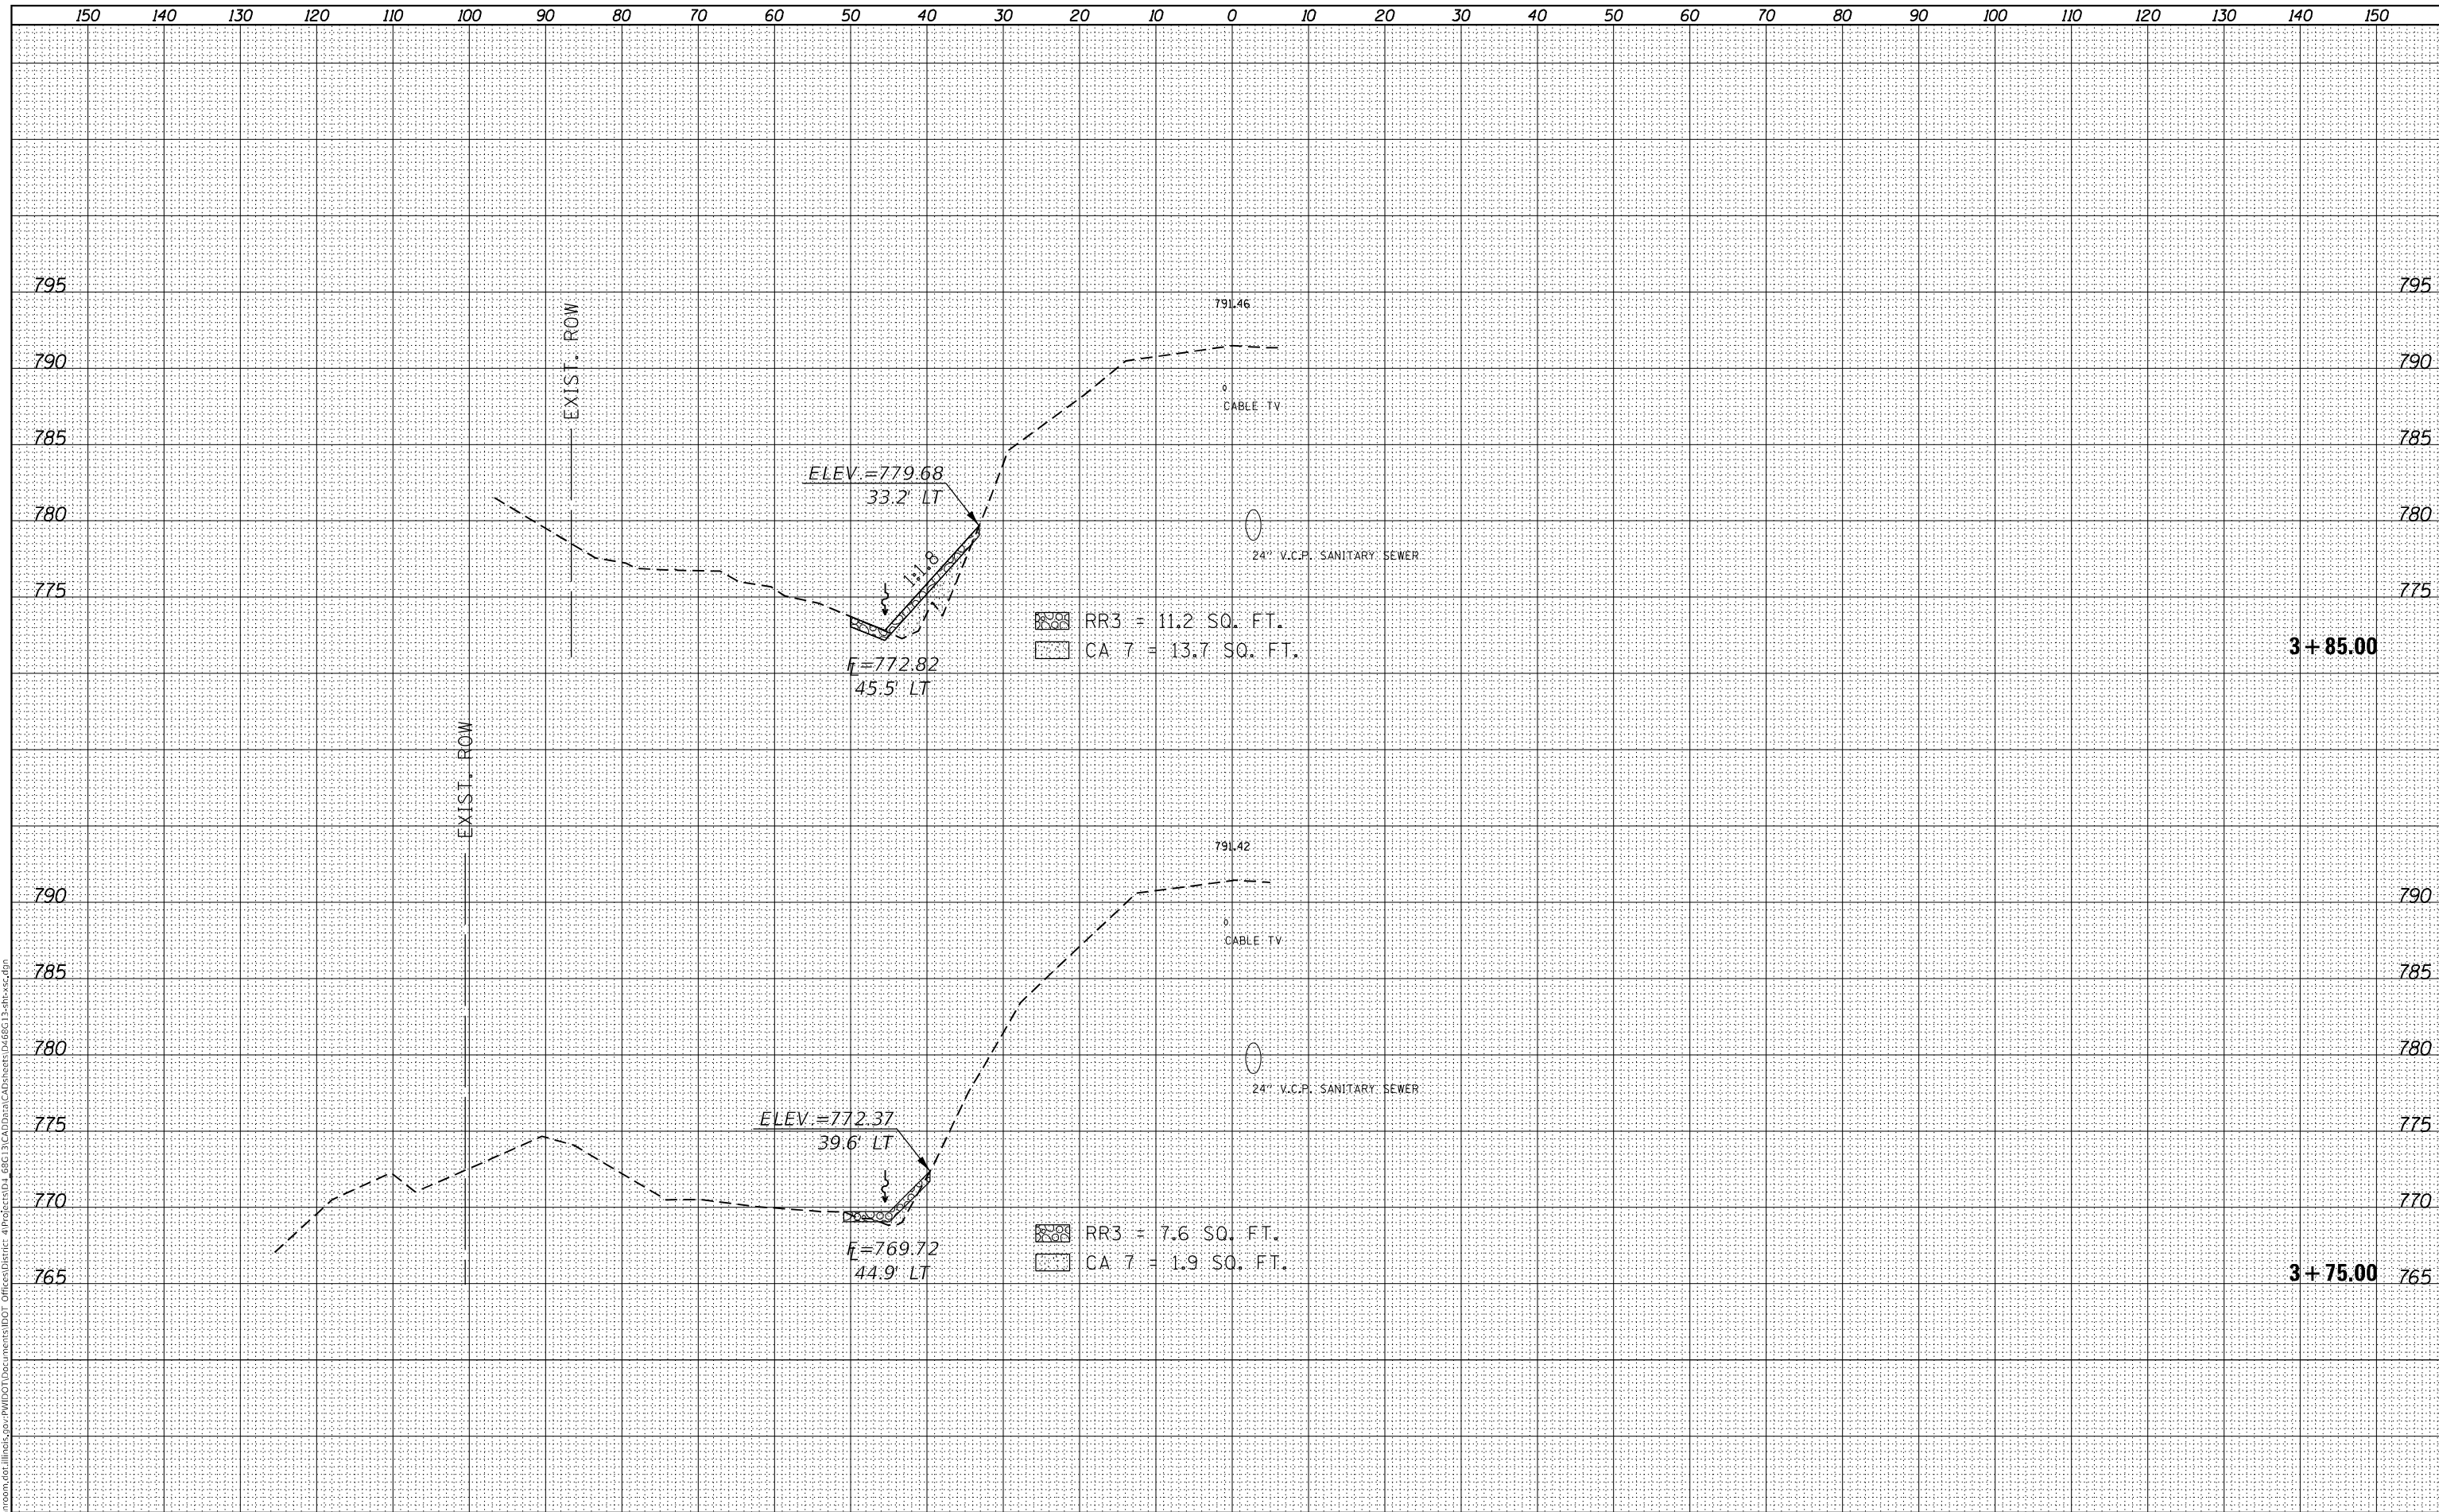 150 140 130 120 110 100 90 80 70 60 50 40 30 20 10 0 10 20 30 40 50 60 70 80 90 100 110 120 130 140 150
795 795
791.46
EXIST. ROW
790 790
CABLE TV
785 785
ELEV.=779.68
33.2' LT
780 780
24" V.C.P. SANITARY SEWER
1:1.8
775 775
1
RR3 = 11.2 SQ. FT.
CA 7 = 13.7 SQ. FT.
3+85.00
FL=772.82
45.5' LT
EXIST. ROW
791.42
790 790
CABLE TV
785 785
780 780
24" V.C.P. SANITARY SEWER
ELEV.=772.37
39.6' LT
775 775
770 770
RR3 = 7.6 SQ. FT.
FL=769.72
44.9' LT
CA 7 = 1.9 SQ. FT.
3+75.00
765 765